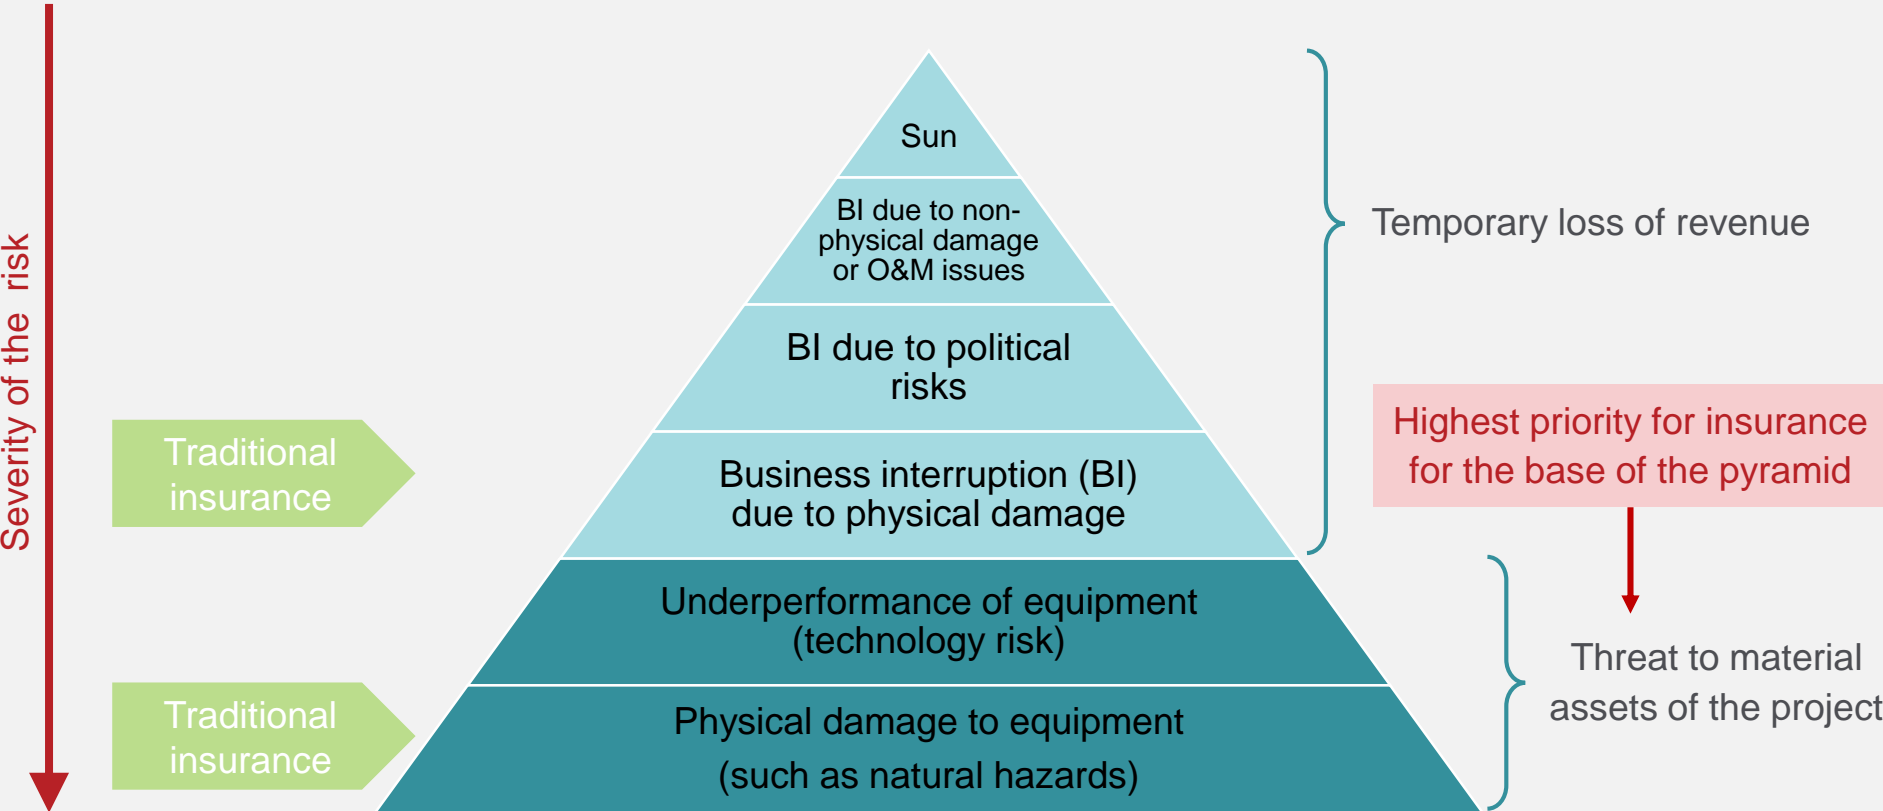 Severity of the risk
Sun
BI due to non-
physical damage
or O&M issues
Temporary loss of revenue
BI due to political
risks
Highest priority for insurance
for the base of the pyramid
Traditional
insurance
Business interruption (BI)
due to physical damage
Underperformance of equipment
(technology risk)
Threat to material
assets of the project
Traditional
insurance
Physical damage to equipment
(such as natural hazards)